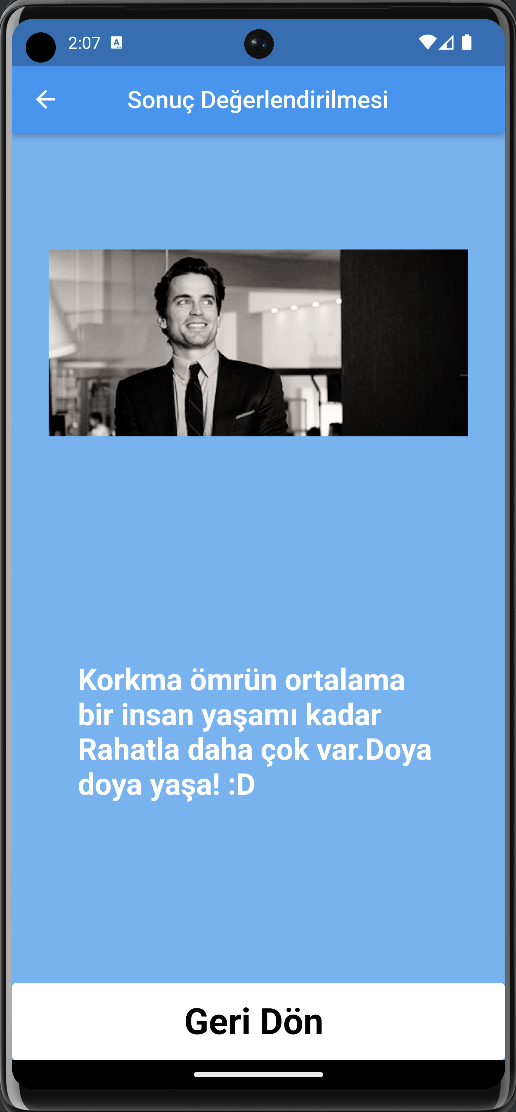 2:07
Sonuç Değerlendirilmesi
Korkma ömrün ortalama
bir insan yaşamı kadar
Rahatla daha çok var.Doya
doya yaşa! :D
Geri Dön